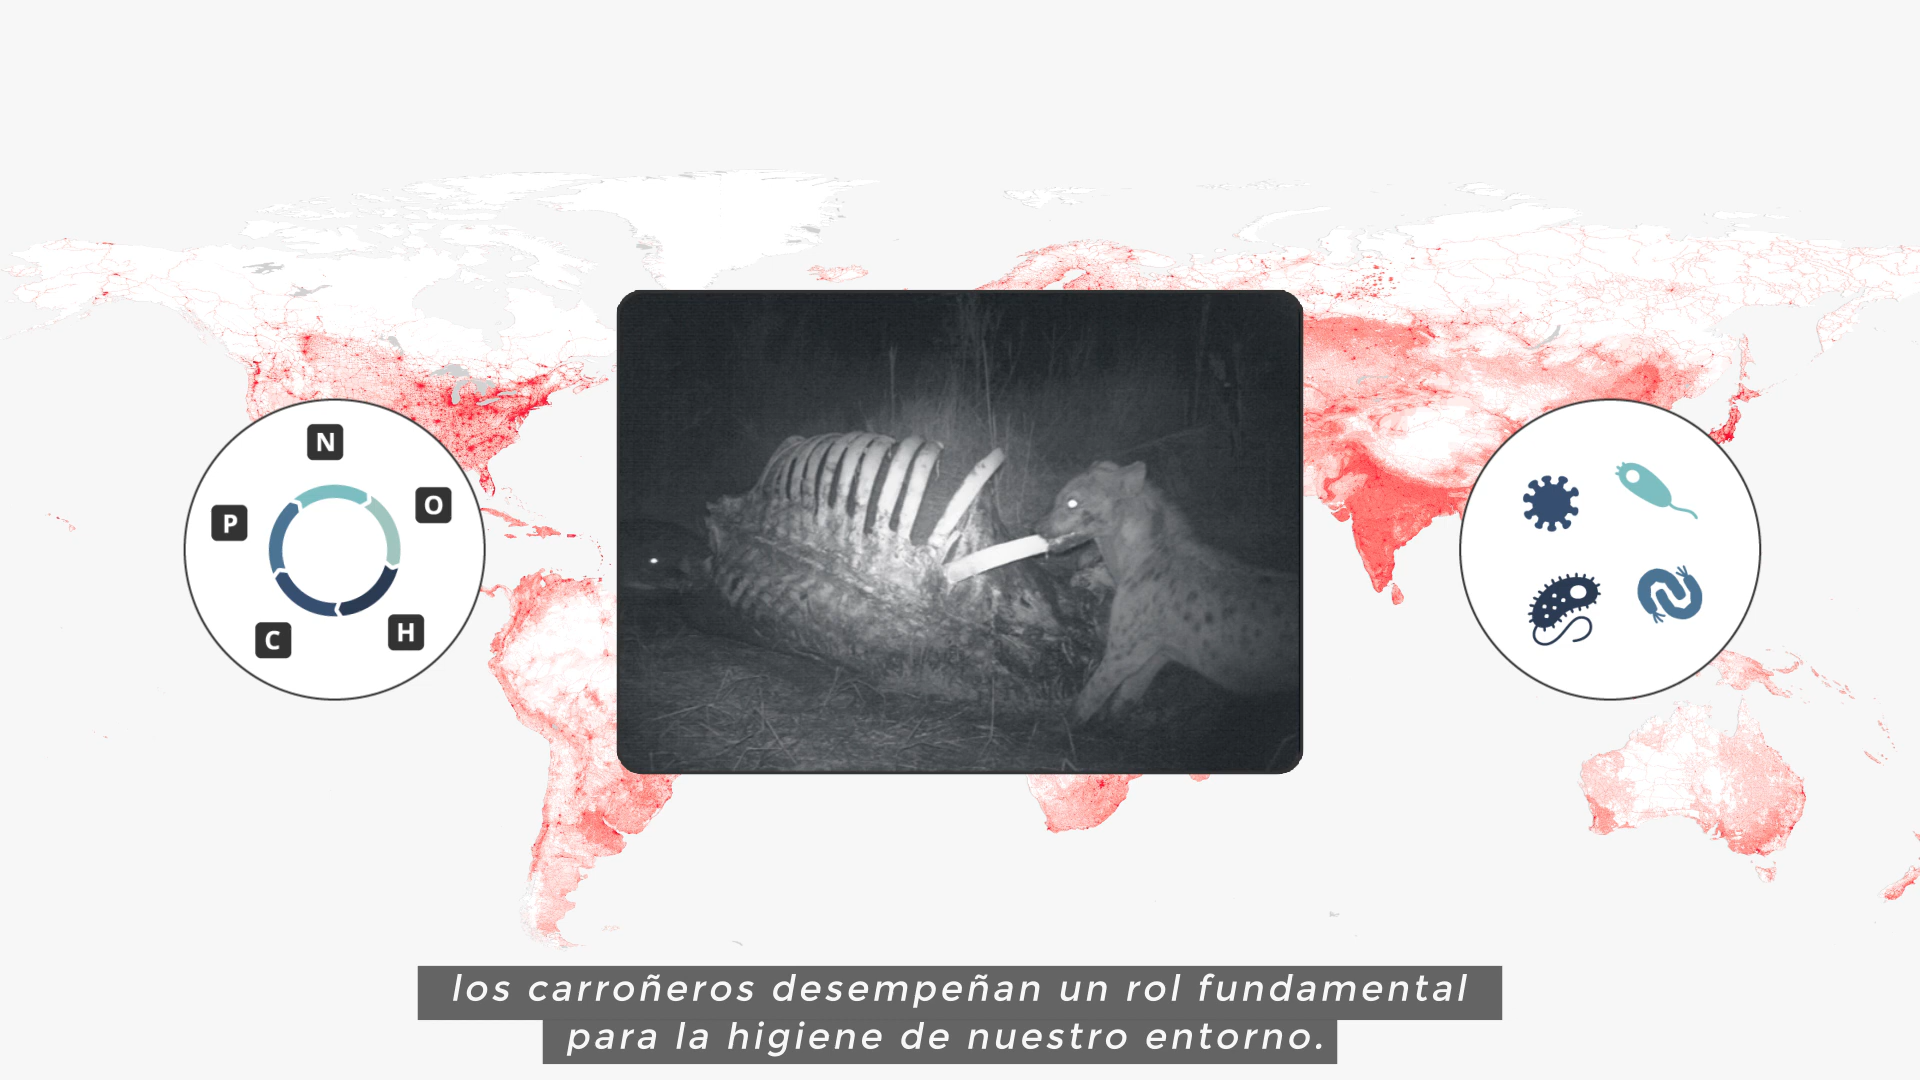 N
O
P
C
H
los carroñeros desempeñan un rol fundamental
para la higiene de nuestro entorno.